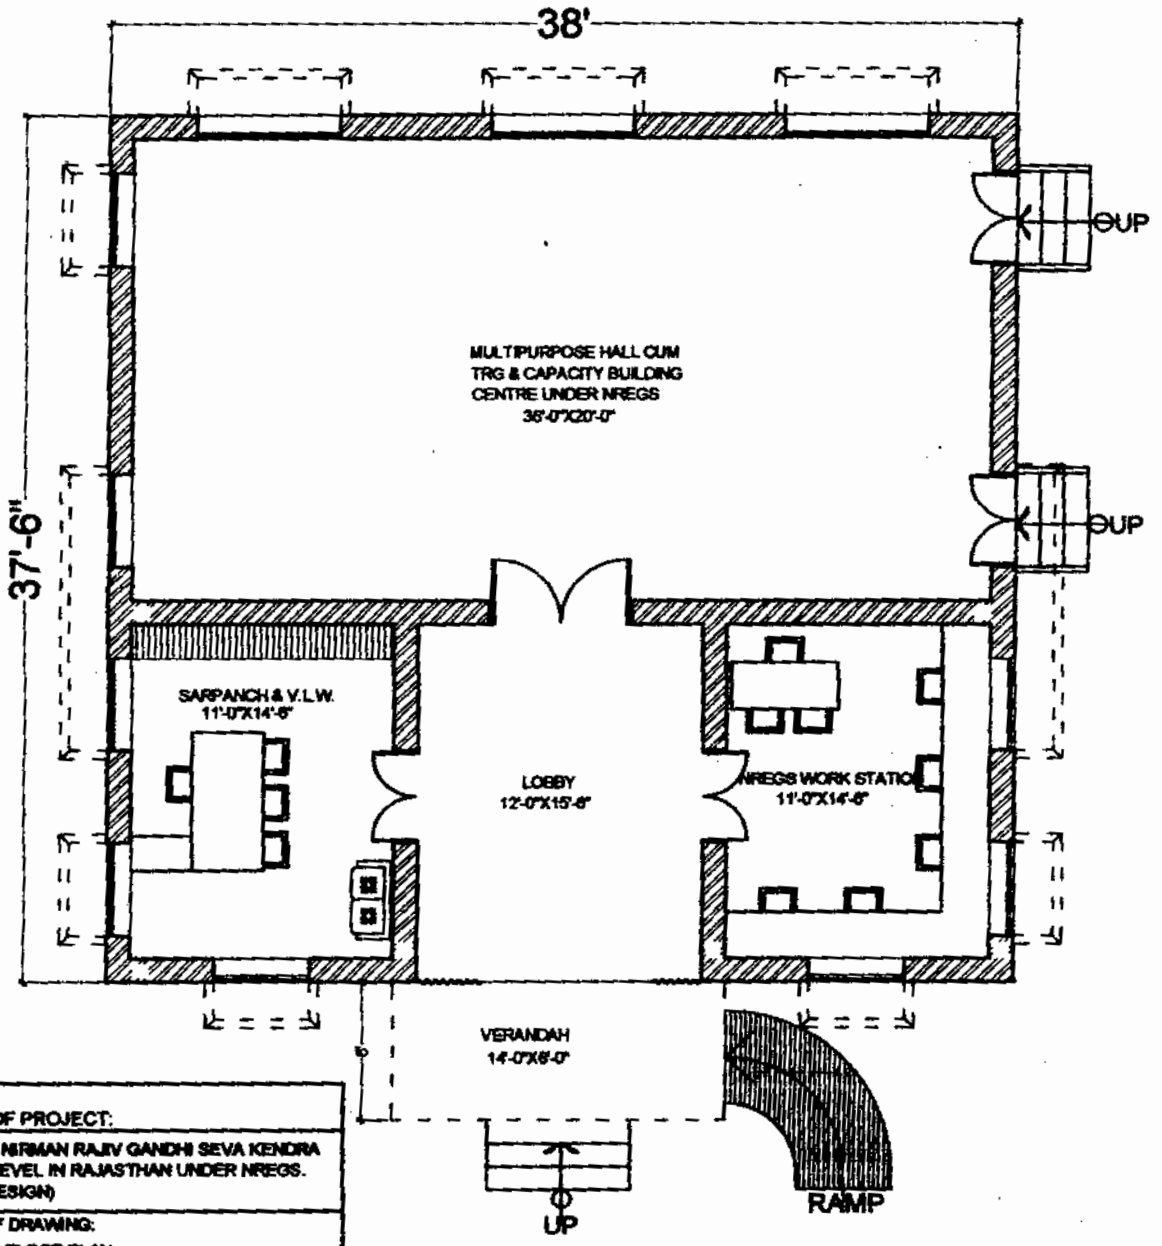 38'
UP
MULTIPURPOSE HALL CUM
TRG & CAPACITY BUILDING
CENTRE UNDER NREGS
36'-0"X20'-0"
37'-6"
UP
SARPANCH & V.L.W.
11'-0"X14'-6"
LOBBY
12'-0"X15'-6"
NREGS WORK STATION
11'-0"X14'-6"
VERANDAH
14'-0"X6'-0"
6'
RAMP
UP
OF PROJECT:
NIRMAN RAJIV GANDHI SEVA KENDRA
EVEL IN RAJASTHAN UNDER NREGS.
ESIGN)
DRAWING: